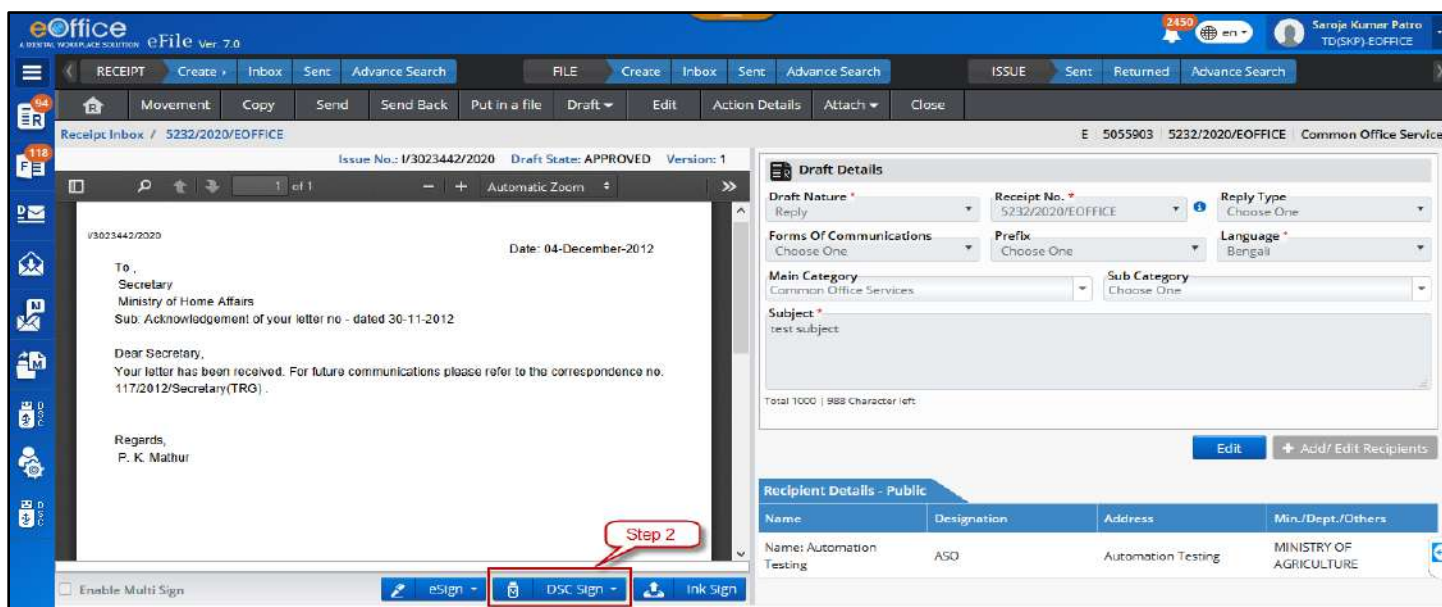 eOffice
A DIGITAL WORKPLACE SOLUTION eFile Ver. 7.0
2450 en Saroje Kumar Patro
TD(SKP)-EOFFICE
RECEIPT Create Inbox Sent Advance Search FILE Create Inbox Sent Advance Search ISSUE Sent Returned Advance Search
R Movement Copy Send Send Back Put in a file Draft Edit Action Details Attach Close
94
R
118
F
D
N
M
DSC
DSC
Receipt Inbox / 5232/2020/EOFFICE E 5055903 5232/2020/EOFFICE Common Office Service
Issue No.: I/3023442/2020 Draft State: APPROVED Version: 1
1 of 1 − + Automatic Zoom
I/3023442/2020
Date: 04-December-2012
To ,
Secretary
Ministry of Home Affairs
Sub: Acknowledgement of your letter no - dated 30-11-2012
Dear Secretary,
Your letter has been received. For future communications please refer to the correspondence no.
117/2012/Secretary(TRG) .
Regards,
P. K. Mathur
Step 2
Enable Multi Sign eSign DSC Sign Ink Sign
Draft Details
Draft Nature * Receipt No. * Reply Type
Reply 5232/2020/EOFFICE Choose One
Forms Of Communications Prefix Language *
Choose One Choose One Bengali
Main Category Sub Category
Common Office Services Choose One
Subject *
test subject
Total 1000 | 988 Character left
Edit + Add/ Edit Recipients
Recipient Details - Public
Name Designation Address Min./Dept./Others
Name: Automation Testing ASO Automation Testing MINISTRY OF AGRICULTURE